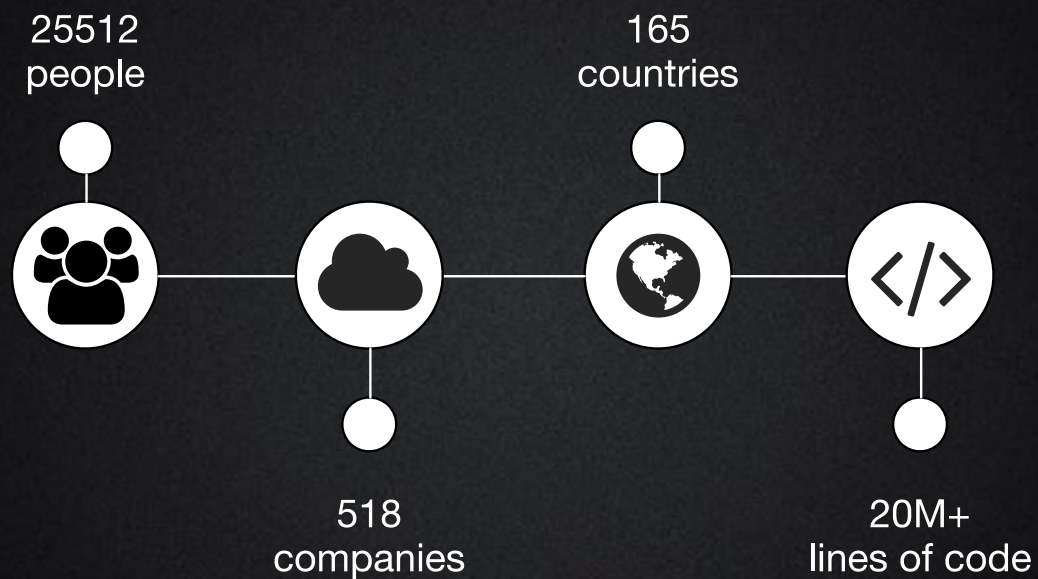 25512
people
518
companies
165
countries
20M+
lines of code